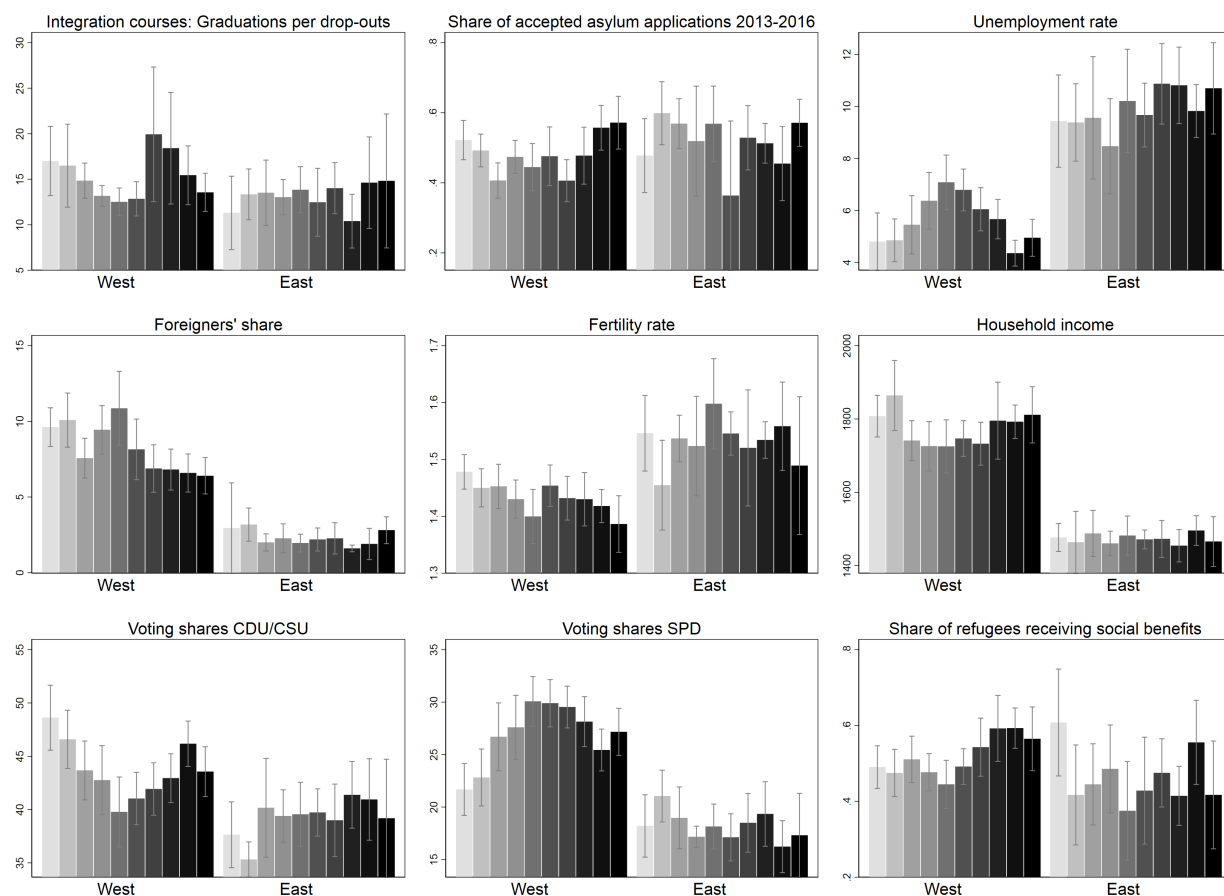 Integration courses: Graduations per drop-outs
30
25
20
15
10
5
West East
Share of accepted asylum applications 2013-2016
.8
.6
.4
.2
West East
Unemployment rate
12
10
8
6
4
West East
Foreigners' share
15
10
5
0
West East
Fertility rate
1.7
1.6
1.5
1.4
1.3
West East
Household income
2000
1800
1600
1400
West East
Voting shares CDU/CSU
55
50
45
40
35
West East
Voting shares SPD
35
30
25
20
15
West East
Share of refugees receiving social benefits
.8
.6
.4
.2
West East